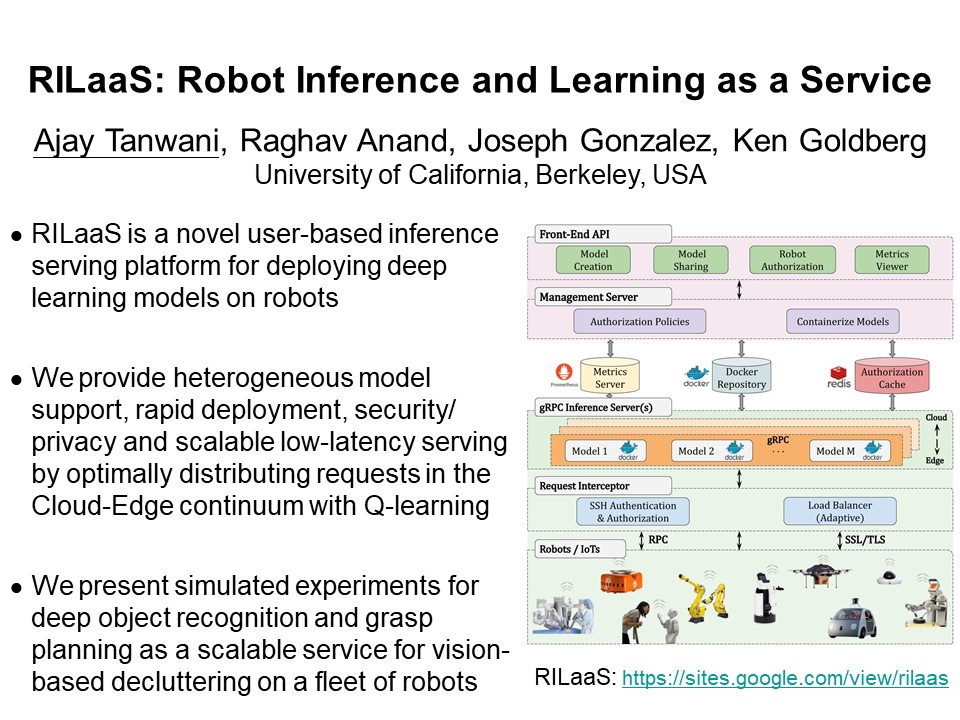 RILaaS: Robot Inference and Learning as a Service
Ajay Tanwani, Raghav Anand, Joseph Gonzalez, Ken Goldberg
University of California, Berkeley, USA
• RILaaS is a novel user-based inference
serving platform for deploying deep
learning models on robots
• We provide heterogeneous model
support, rapid deployment, security/
privacy and scalable low-latency serving
by optimally distributing requests in the
Cloud-Edge continuum with Q-learning
• We present simulated experiments for
deep object recognition and grasp
planning as a scalable service for vision-
based decluttering on a fleet of robots
Front-End API
Model
Creation
Model
Sharing
Robot
Authorization
Metrics
Viewer
Management Server
Authorization Policies
Containerize Models
Prometheus
Metrics
Server
docker
Docker
Repository
redis
Authorization
Cache
gRPC Inference Server(s)
Cloud
Edge
gRPC
Model 1
docker
Model 2
docker
...
Model M
docker
Request Interceptor
SSH Authentication
& Authorization
Load Balancer
(Adaptive)
RPC
SSL/TLS
Robots / IoTs
RILaaS: https://sites.google.com/view/rilaas